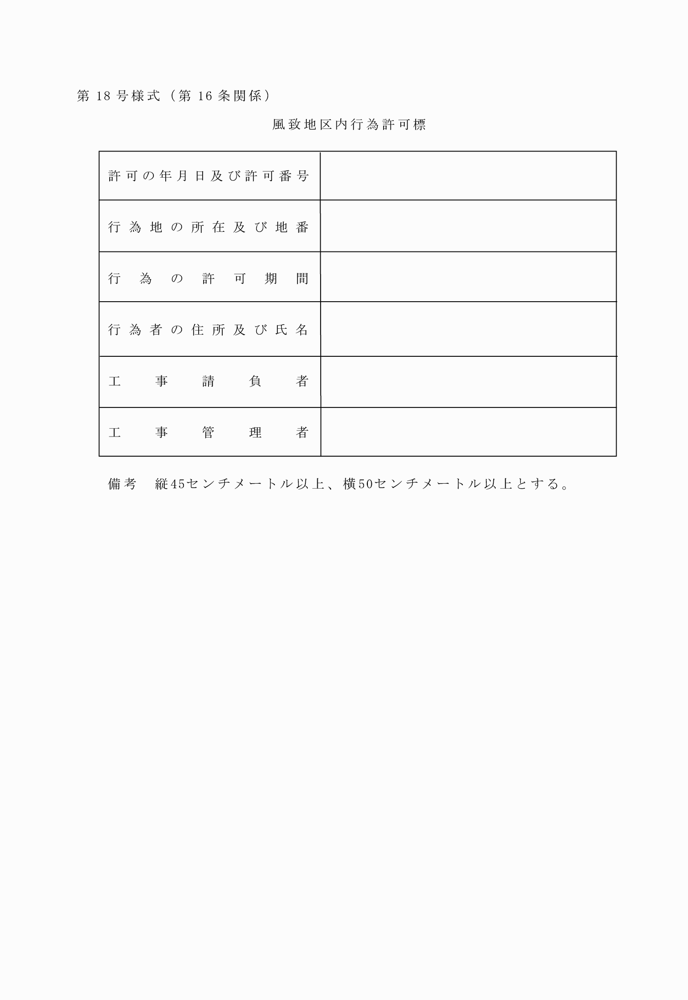 第18号様式（第16条関係）
風致地区内行為許可標
許可の年月日及び許可番号
行為地の所在及び地番
行為の許可期間
行為者の住所及び氏名
工事請負者
工事管理者
備考　縦45センチメートル以上、横50センチメートル以上とする。